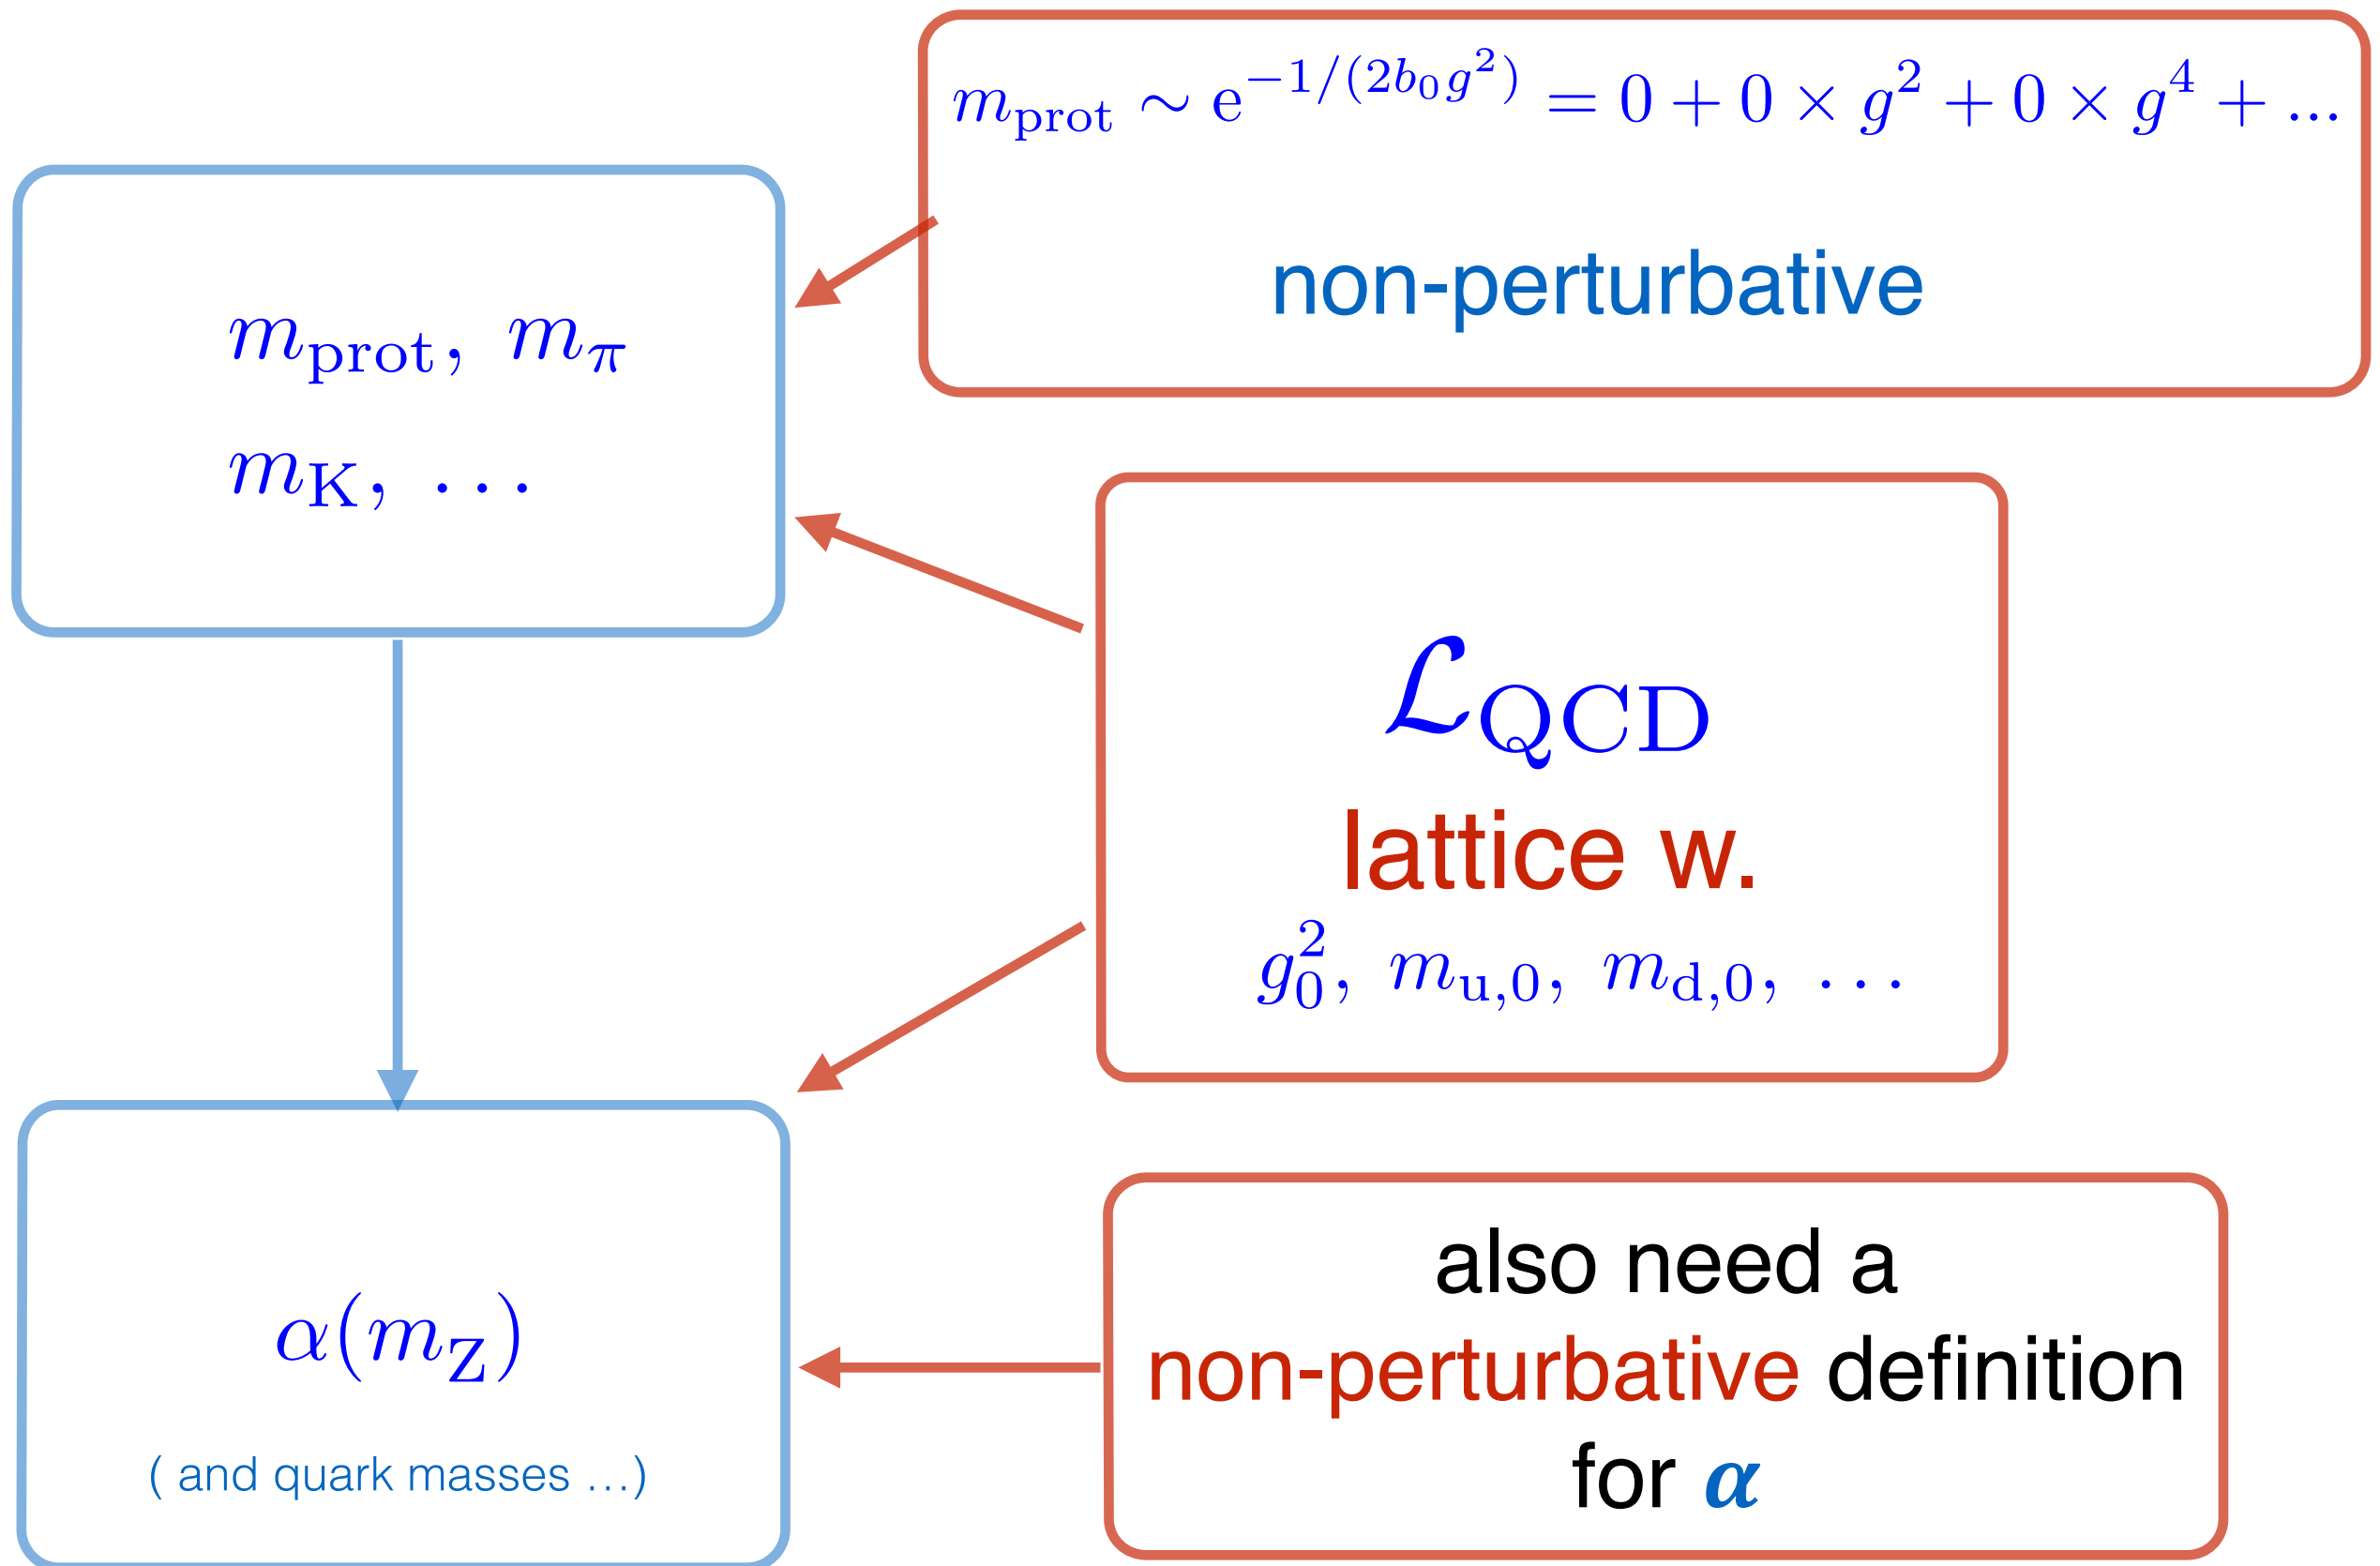 m_prot ∼ e^{−1/(2b_0 g^2)} = 0 + 0 × g^2 + 0 × g^4 + ...
non-perturbative
m_prot, m_π
m_K, . . .
ℒ_QCD
lattice w.
g_0^2, m_{u,0}, m_{d,0}, . . .
α(m_Z)
( and quark masses . . .)
also need a
non-perturbative definition
for α